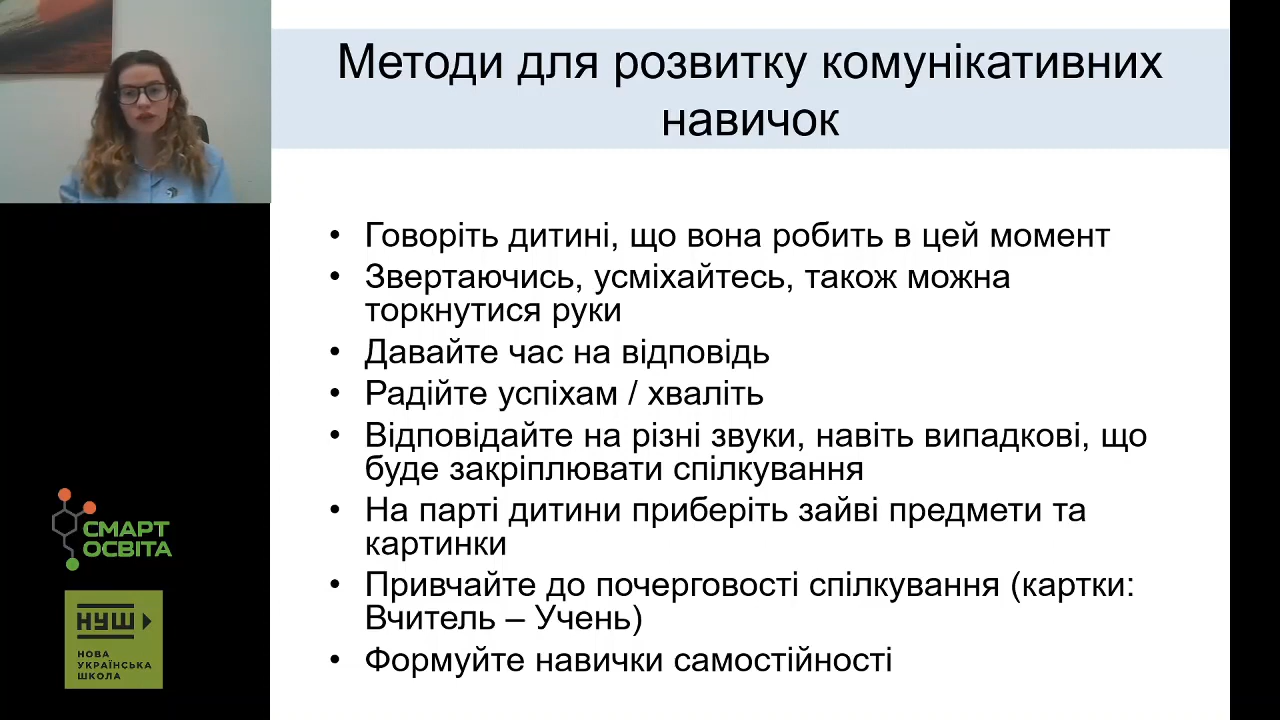 Методи для розвитку комунікативних
навичок
• Говоріть дитині, що вона робить в цей момент
• Звертаючись, усміхайтесь, також можна
торкнутися руки
• Давайте час на відповідь
• Радійте успіхам / хваліть
• Відповідайте на різні звуки, навіть випадкові, що
буде закріплювати спілкування
• На парті дитини приберіть зайві предмети та
картинки
• Привчайте до почерговості спілкування (картки:
Вчитель – Учень)
• Формуйте навички самостійності
СМАРТ
ОСВІТА
НУШ
НОВА
УКРАЇНСЬКА
ШКОЛА